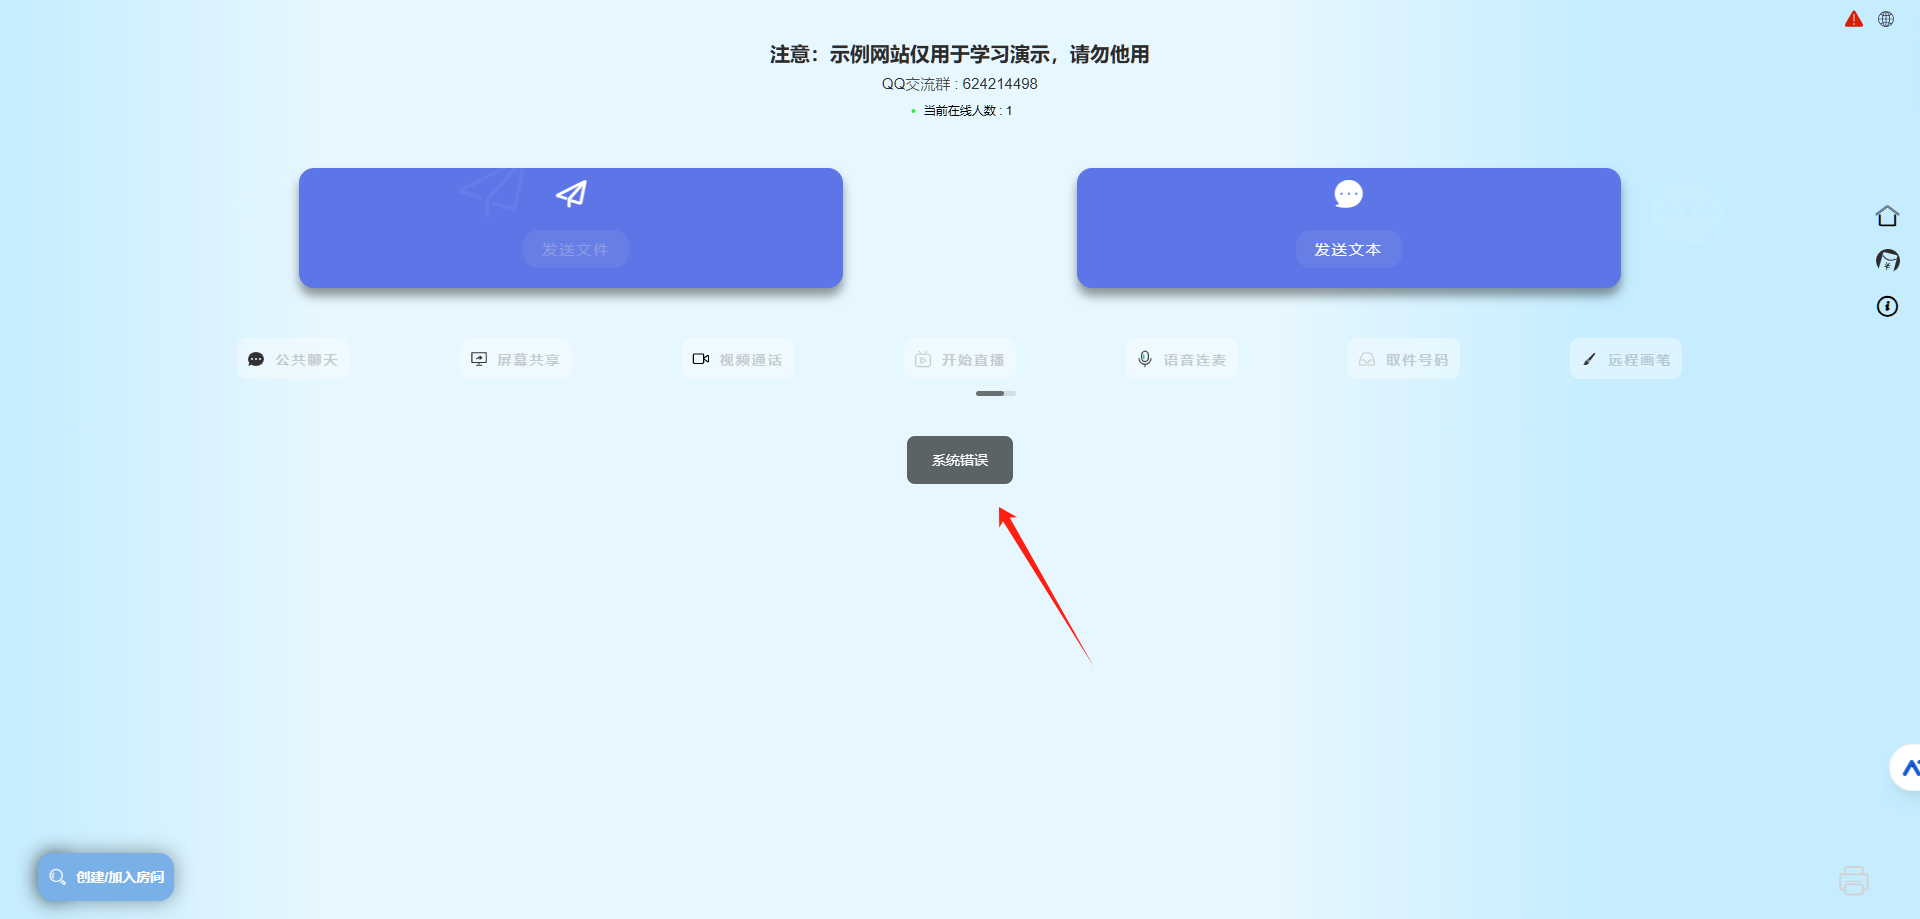 注意：示例网站仅用于学习演示，请勿他用
QQ交流群 : 624214498
当前在线人数 : 1
发送文件
发送文本
公共聊天
屏幕共享
视频通话
开始直播
语音连麦
取件号码
远程画笔
系统错误
创建/加入房间